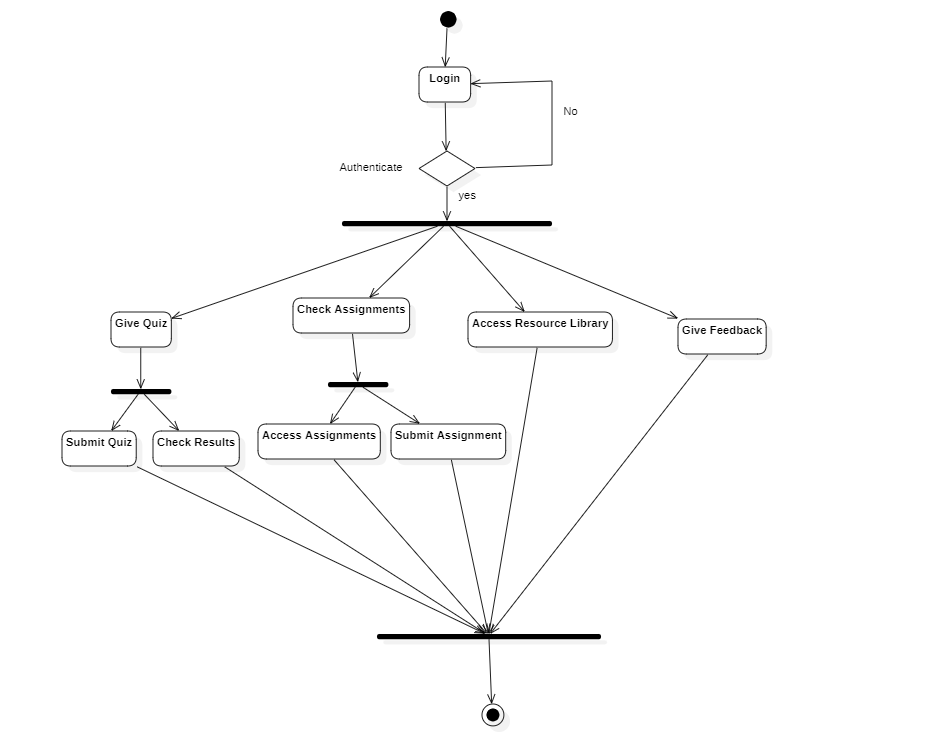 Login
No
Authenticate
yes
Give Quiz
Check Assignments
Access Resource Library
Give Feedback
Submit Quiz
Check Results
Access Assignments
Submit Assignment